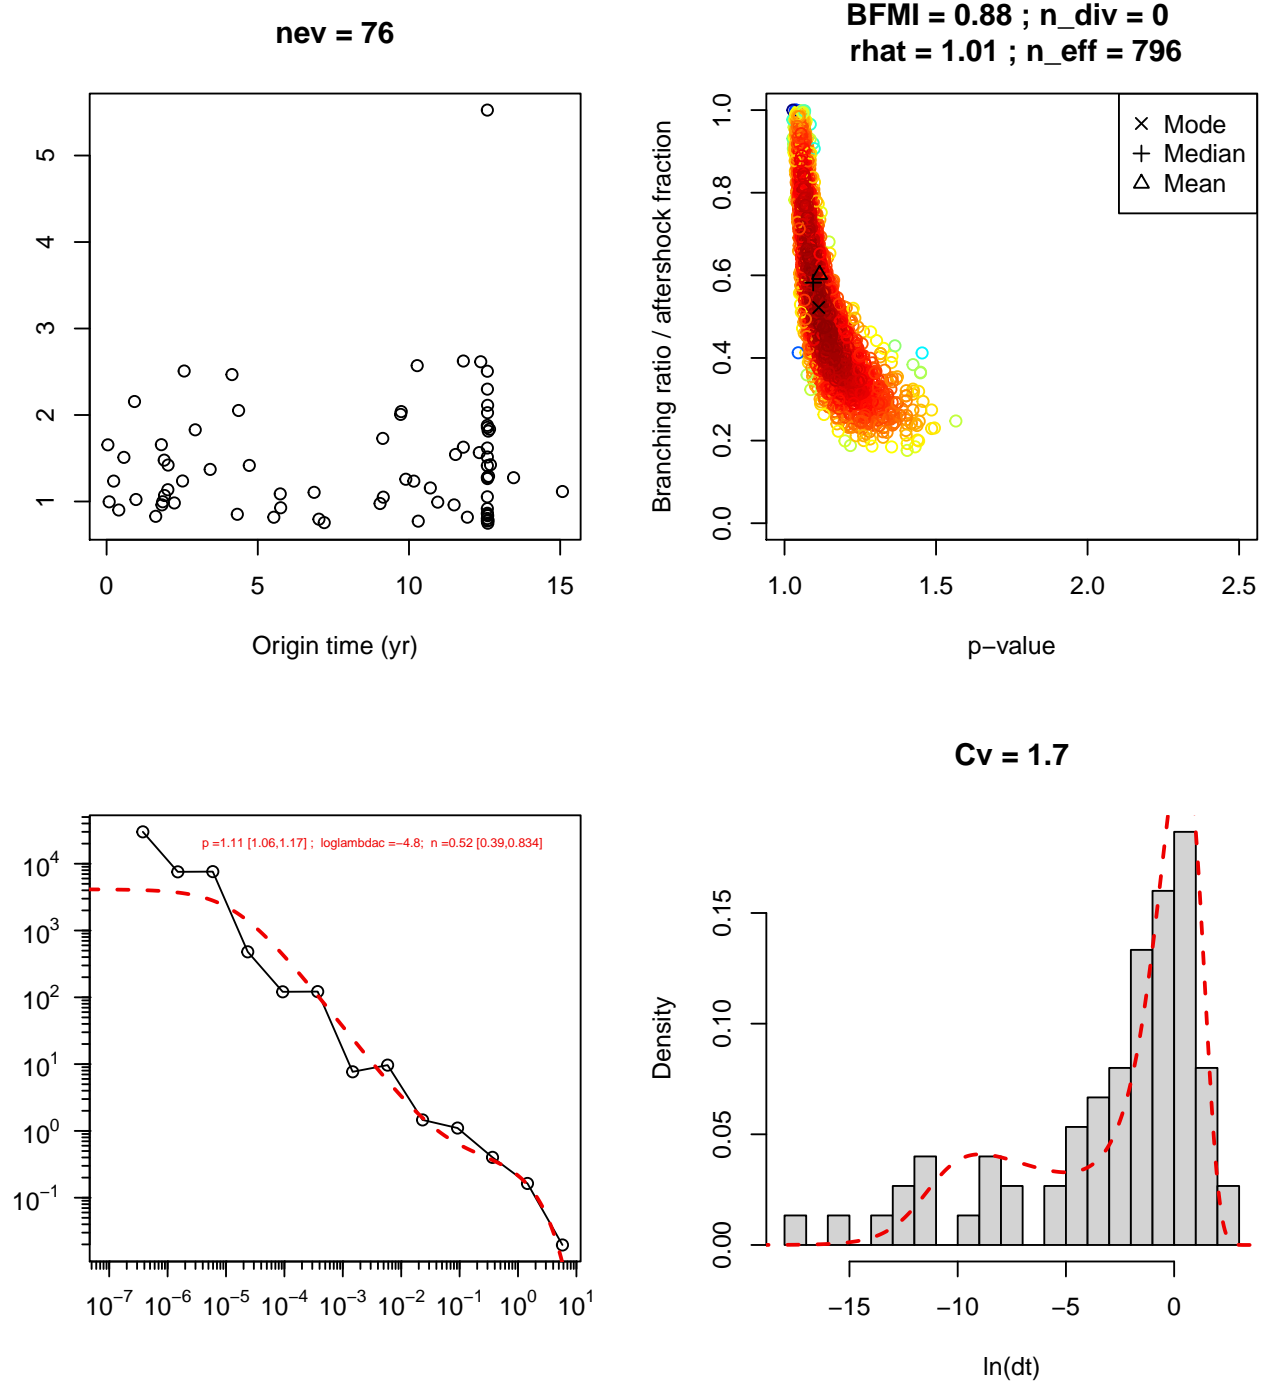 nev = 76
5
4
3
2
1
0 5 10 15
Origin time (yr)
BFMI = 0.88 ; n_div = 0
rhat = 1.01 ; n_eff = 796
Branching ratio / aftershock fraction
1.0
0.8
0.6
0.4
0.2
0.0
Mode
Median
Mean
1.0 1.5 2.0 2.5
p−value
p =1.11 [1.06,1.17] ; loglambdac =−4.8; n =0.52 [0.39,0.834]
10^4
10^3
10^2
10^1
10^0
10^−1
10^−7 10^−6 10^−5 10^−4 10^−3 10^−2 10^−1 10^0 10^1
Cv = 1.7
Density
0.15
0.10
0.05
0.00
−15 −10 −5 0
ln(dt)